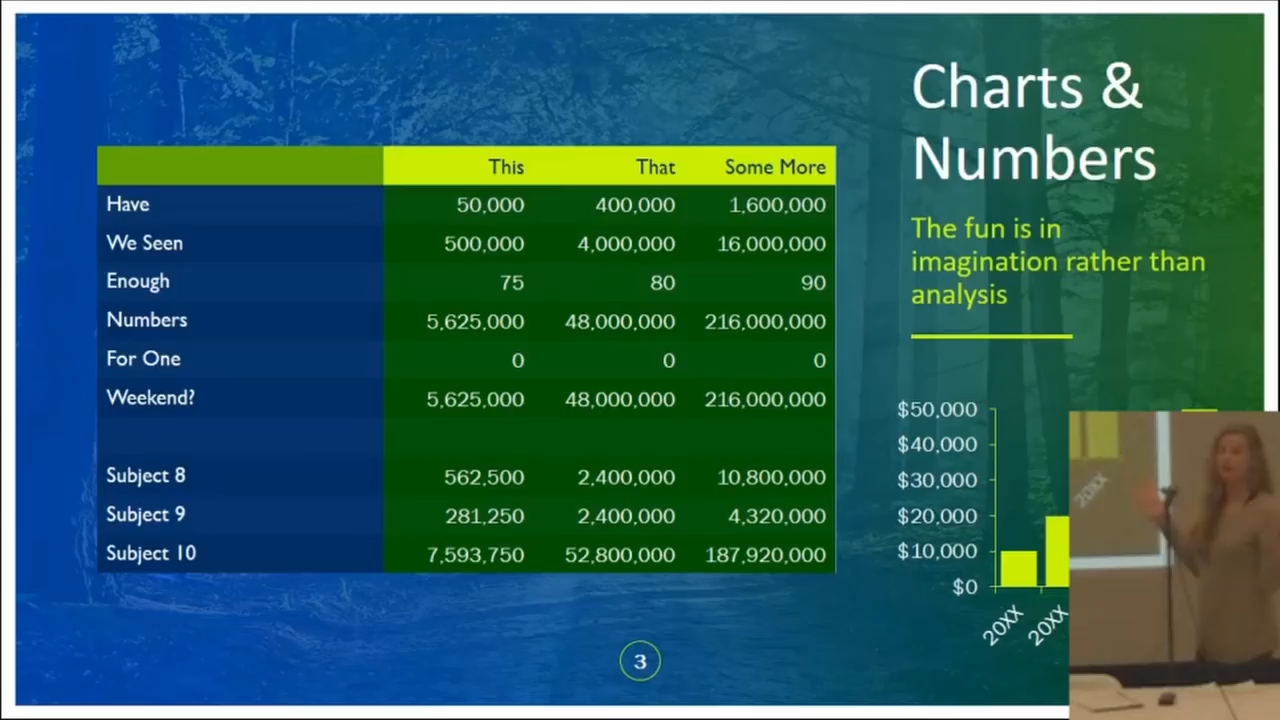 Charts &
Numbers
The fun is in
imagination rather than
analysis
This That Some More
Have 50,000 400,000 1,600,000
We Seen 500,000 4,000,000 16,000,000
Enough 75 80 90
Numbers 5,625,000 48,000,000 216,000,000
For One 0 0 0
Weekend? 5,625,000 48,000,000 216,000,000
Subject 8 562,500 2,400,000 10,800,000
Subject 9 281,250 2,400,000 4,320,000
Subject 10 7,593,750 52,800,000 187,920,000
$50,000
$40,000
$30,000
$20,000
$10,000
$0
20XX 20XX
20XX
3